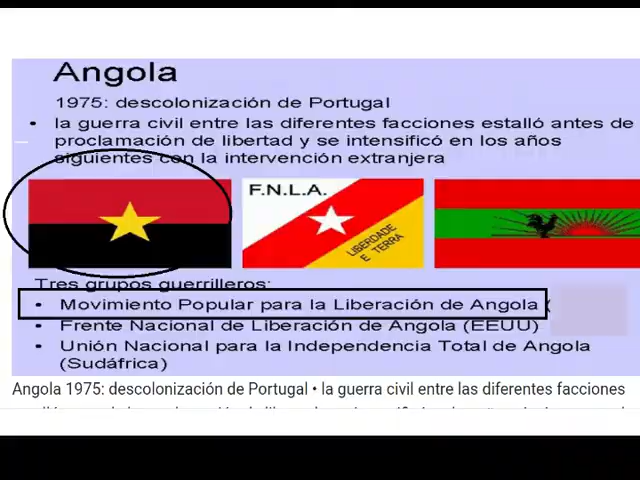 Angola
1975: descolonización de Portugal
• la guerra civil entre las diferentes facciones estalló antes de
proclamación de libertad y se intensificó en los años
siguientes con la intervención extranjera
F.N.L.A.
LIBERDADE
E TERRA
Tres grupos guerrilleros:
• Movimiento Popular para la Liberación de Angola (
• Frente Nacional de Liberación de Angola (EEUU)
• Unión Nacional para la Independencia Total de Angola
(Sudáfrica)
Angola 1975: descolonización de Portugal • la guerra civil entre las diferentes facciones